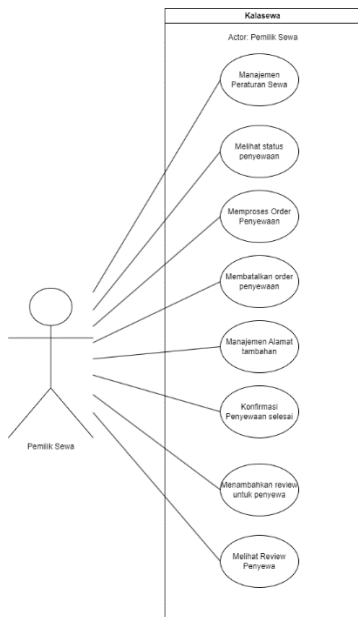 Kalasewa
Actor: Pemilik Sewa
Manajemen
Peraturan Sewa
Melihat status
penyewaan
Memproses Order
Penyewaan
Membatalkan order
penyewaan
Manajemen Alamat
tambahan
Konfirmasi
Penyewaan selesai
Menambahkan review
untuk penyewa
Melihat Review
Penyewa
Pemilik Sewa